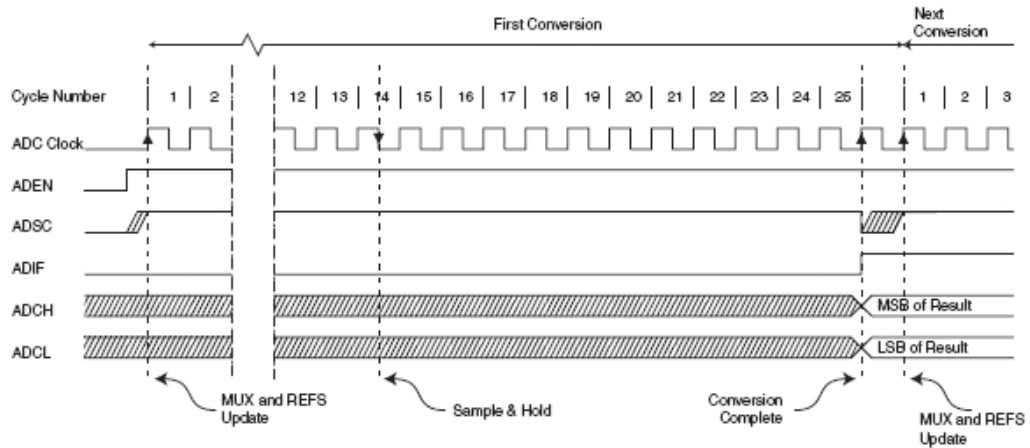 First Conversion
Next
Conversion
Cycle Number 1 2 12 13 14 15 16 17 18 19 20 21 22 23 24 25 1 2 3
ADC Clock
ADEN
ADSC
ADIF
ADCH MSB of Result
ADCL LSB of Result
MUX and REFS
Update
Sample & Hold
Conversion
Complete
MUX and REFS
Update